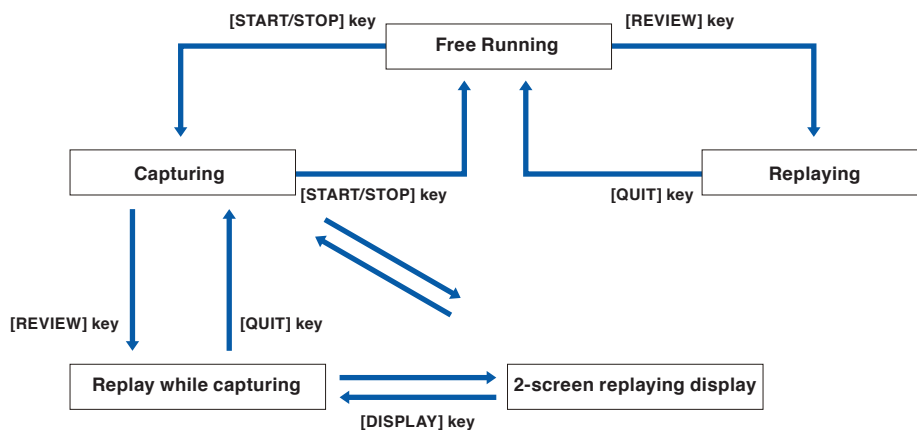 [START/STOP] key
[REVIEW] key
Free Running
Capturing
Replaying
[START/STOP] key
[QUIT] key
[REVIEW] key
[QUIT] key
Replay while capturing
2-screen replaying display
[DISPLAY] key